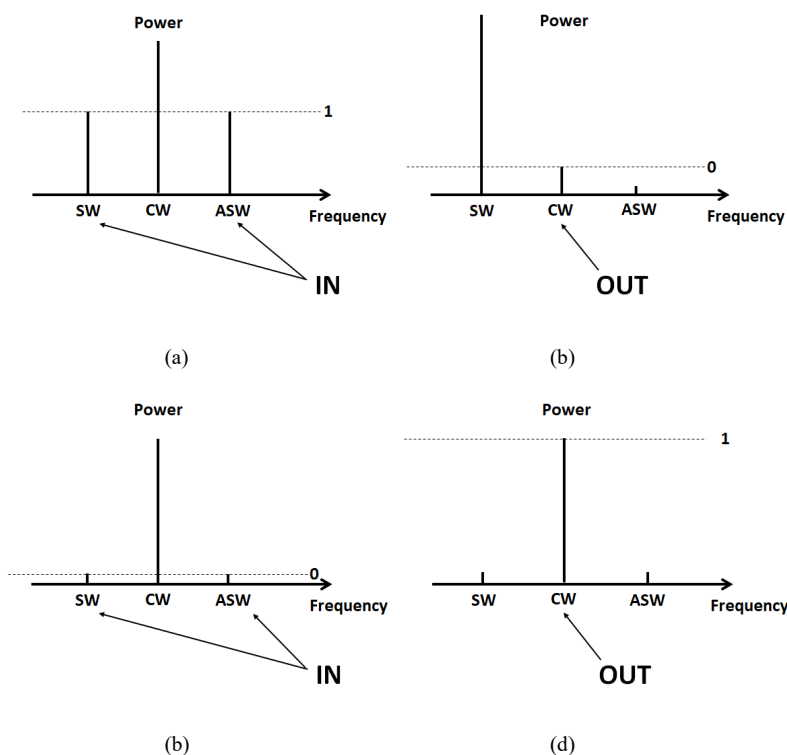 Power
1
SW CW ASW Frequency
IN
(a)
Power
0
SW CW ASW Frequency
OUT
(b)
Power
0
SW CW ASW Frequency
IN
(b)
Power
1
SW CW ASW Frequency
OUT
(d)